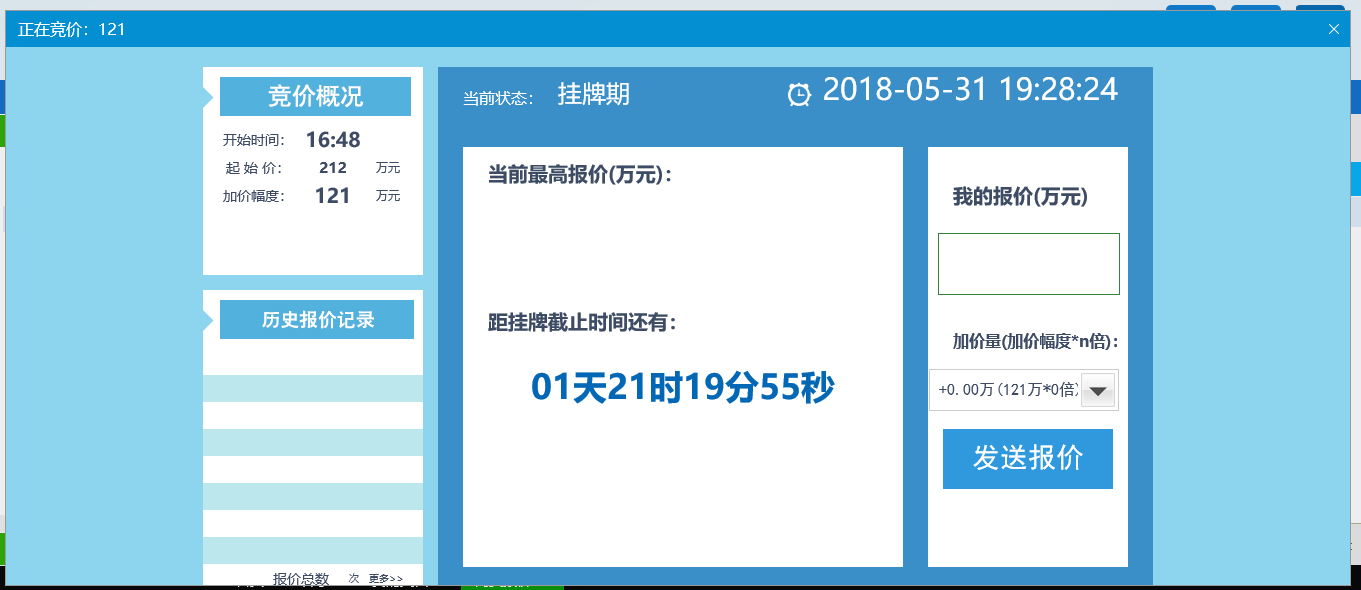 正在竞价：121
竞价概况
开始时间： 16:48
起 始 价： 212 万元
加价幅度： 121 万元
历史报价记录
报价总数 次 更多>>
当前状态： 挂牌期
2018-05-31 19:28:24
当前最高报价(万元)：
距挂牌截止时间还有：
01天21时19分55秒
我的报价(万元)
加价量(加价幅度*n倍)：
+0.00万(121万*0倍)
发送报价